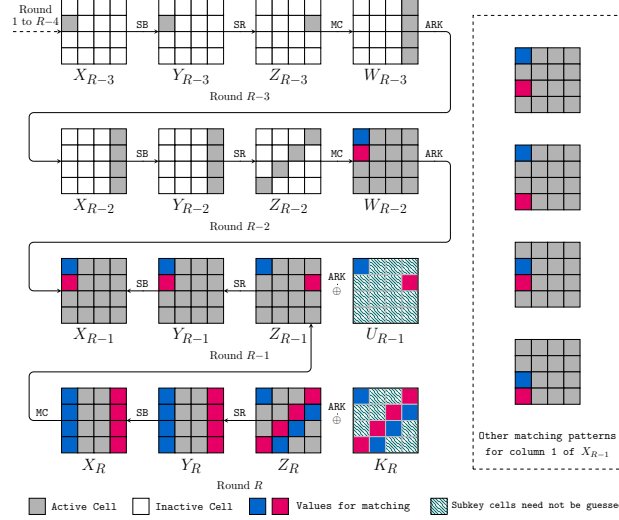 Round
1 to R−4
SB
SR
MC
ARK
X_{R−3}
Y_{R−3}
Z_{R−3}
W_{R−3}
Round R−3
SB
SR
MC
ARK
X_{R−2}
Y_{R−2}
Z_{R−2}
W_{R−2}
Round R−2
SB
SR
ARK
⊕
X_{R−1}
Y_{R−1}
Z_{R−1}
U_{R−1}
Round R−1
MC
SB
SR
ARK
⊕
X_R
Y_R
Z_R
K_R
Round R
Other matching patterns
for column 1 of X_{R−1}
Active Cell
Inactive Cell
Values for matching
Subkey cells need not be guessed